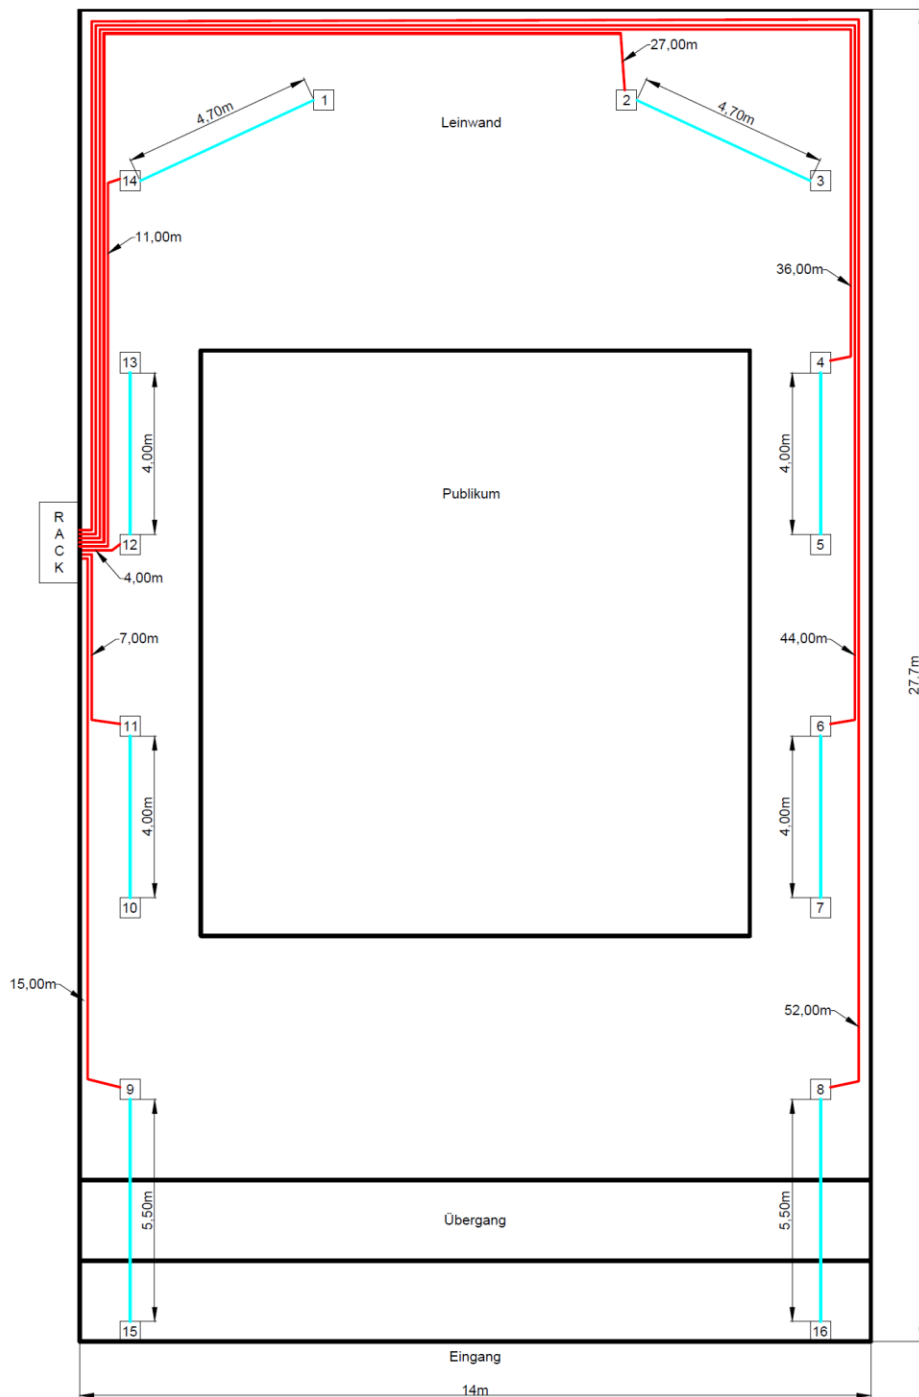 27,00m
1
2
4,70m
4,70m
Leinwand
14
3
11,00m
36,00m
13
4
4,00m
4,00m
Publikum
R
A
C
K
12
5
4,00m
7,00m
44,00m
27,7m
11
6
4,00m
4,00m
10
7
15,00m
52,00m
9
8
5,50m
5,50m
Übergang
15
16
Eingang
14m